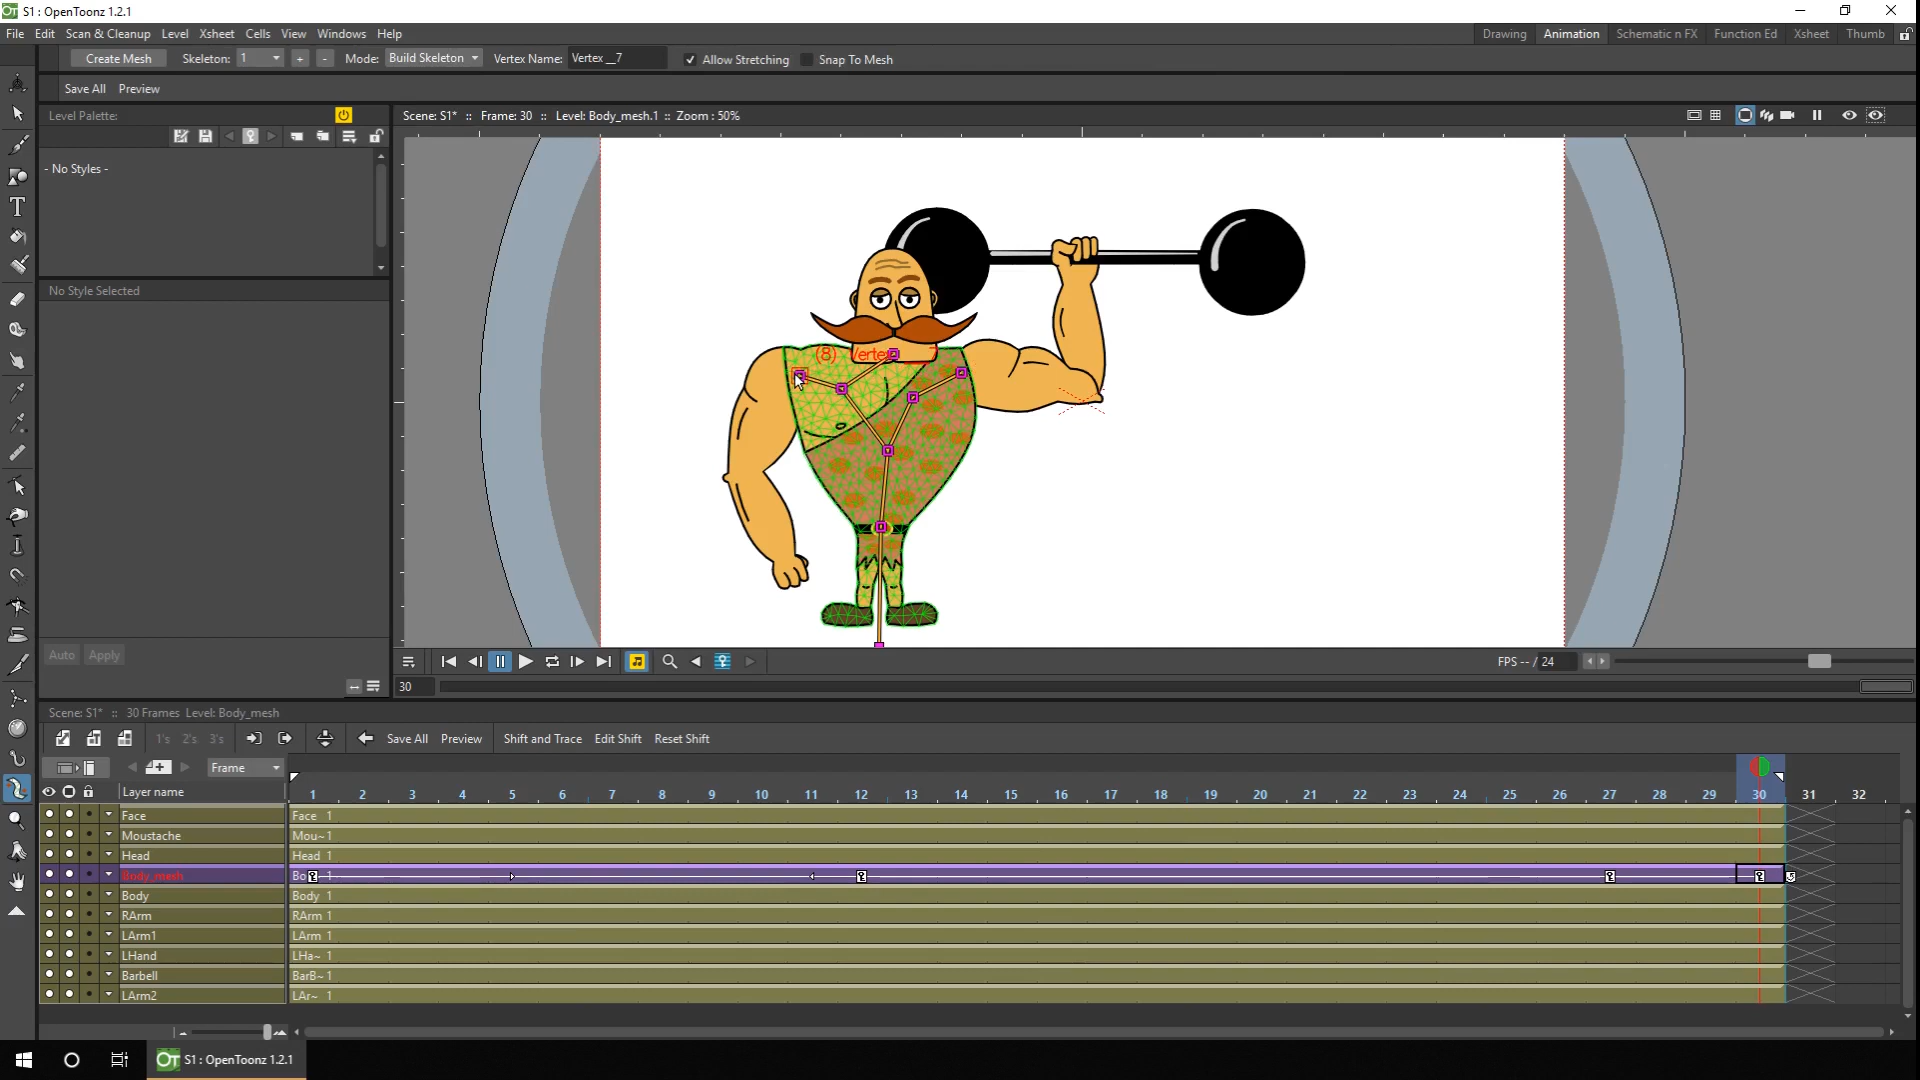 S1 : OpenToonz 1.2.1
File Edit Scan & Cleanup Level Xsheet Cells View Windows Help
Drawing Animation Schematic n FX Function Ed Xsheet Thumb
Create Mesh Skeleton: 1 + - Mode: Build Skeleton Vertex Name: Vertex__7 Allow Stretching Snap To Mesh
Save All Preview
Level Palette:
Scene: S1* :: Frame: 30 :: Level: Body_mesh.1 :: Zoom : 50%
- No Styles -
No Style Selected
Auto Apply
FPS -- / 24
30
Scene: S1* :: 30 Frames Level: Body_mesh
1's 2's 3's Save All Preview Shift and Trace Edit Shift Reset Shift
Frame
Layer name 1 2 3 4 5 6 7 8 9 10 11 12 13 14 15 16 17 18 19 20 21 22 23 24 25 26 27 28 29 30 31 32
Face Face 1
Moustache Mou~ 1
Head Head 1
Body_mesh Bo 1
Body Body 1
RArm RArm 1
LArm1 LArm 1
LHand LHa~ 1
Barbell BarB~ 1
LArm2 LAr~ 1
S1 : OpenToonz 1.2.1